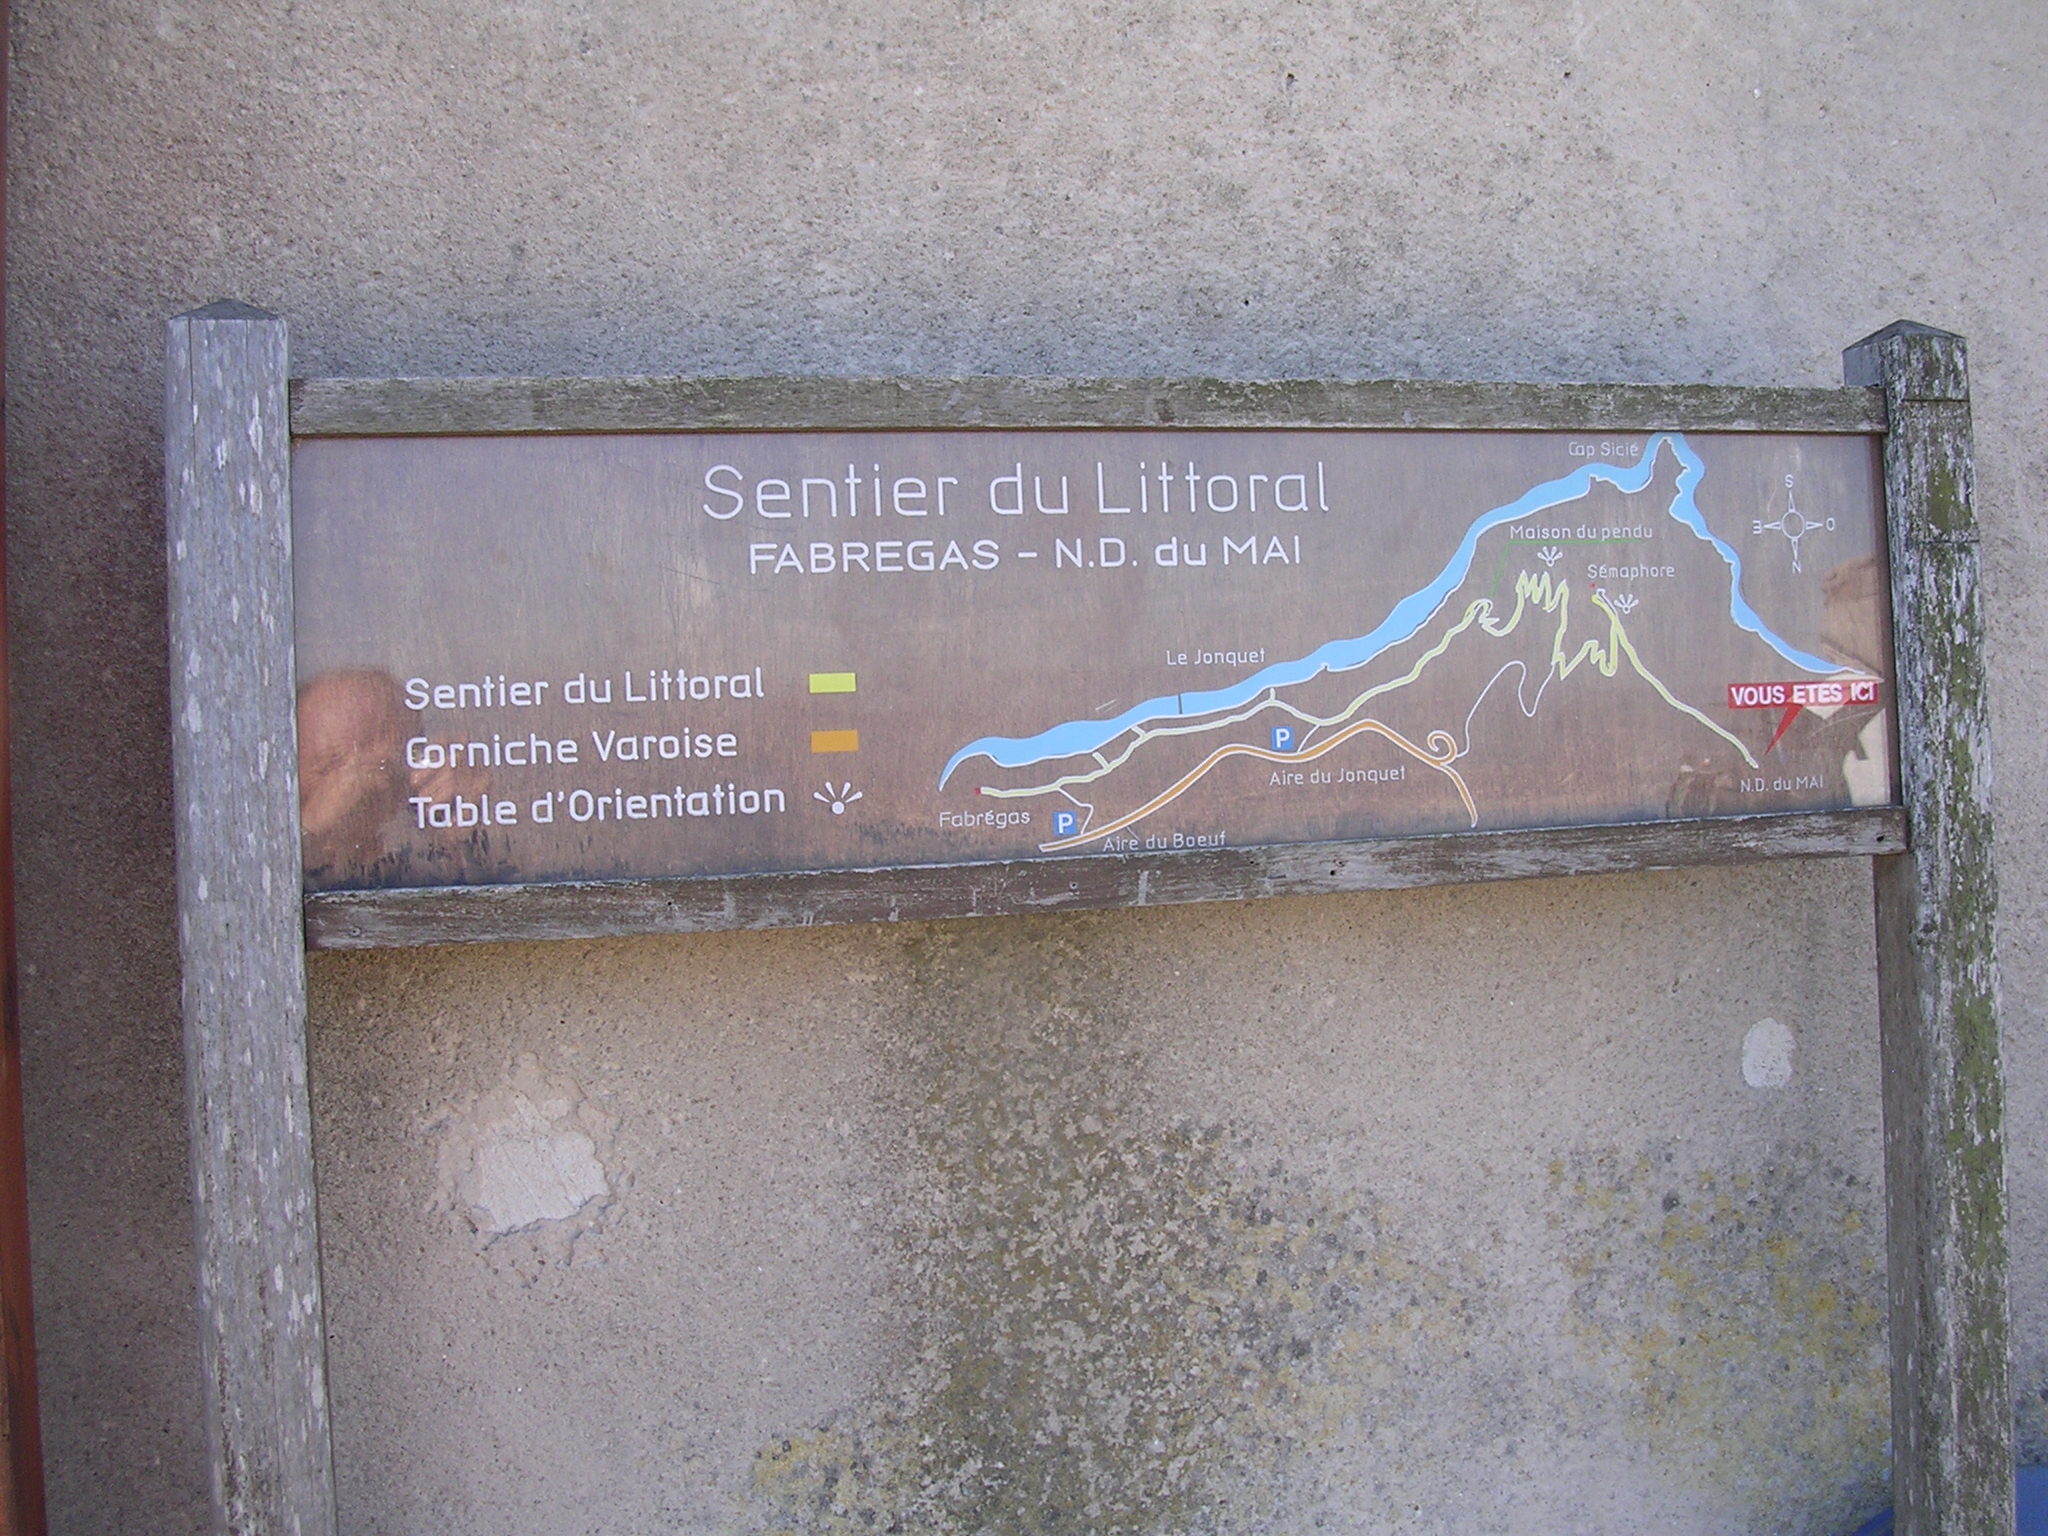 Sentier du Littoral
FABREGAS - N.D. du MAI
Sentier du Littoral
Corniche Varoise
Table d'Orientation
Cap Sicié
Maison du pendu
Sémaphore
Le Jonquet
S
E O
N
VOUS ETES ICI
P
Aire du Jonquet
N.D. du MAI
Fabrégas
P
Aire du Boeuf